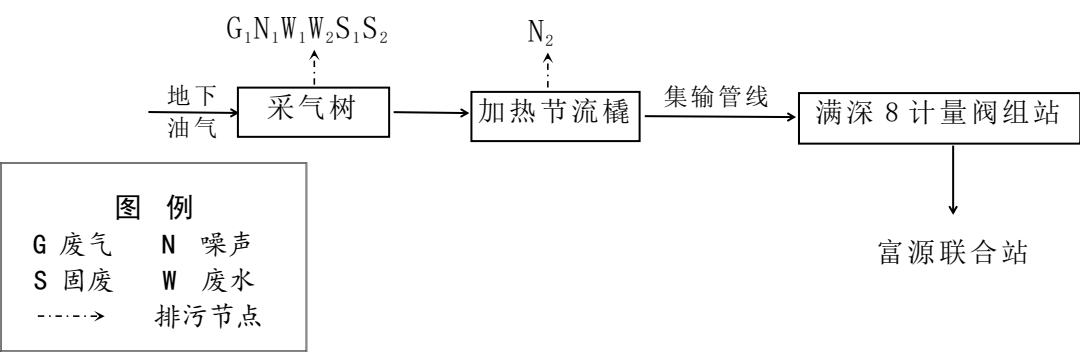 G₁N₁W₁W₂S₁S₂
N₂
地下
油气
采气树
加热节流橇
集输管线
满深8计量阀组站
富源联合站
图 例
G 废气 N 噪声
S 固废 W 废水
排污节点